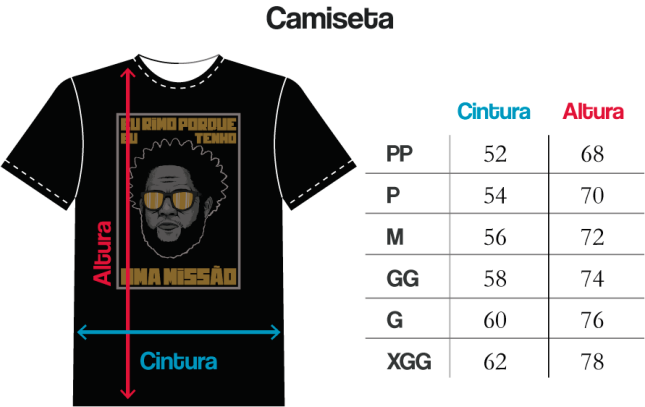 Camiseta
EU RIMO PORQUE
EU TENHO
UMA MISSÃO
Altura
Cintura
Cintura Altura
PP 52 68
P 54 70
M 56 72
GG 58 74
G 60 76
XGG 62 78